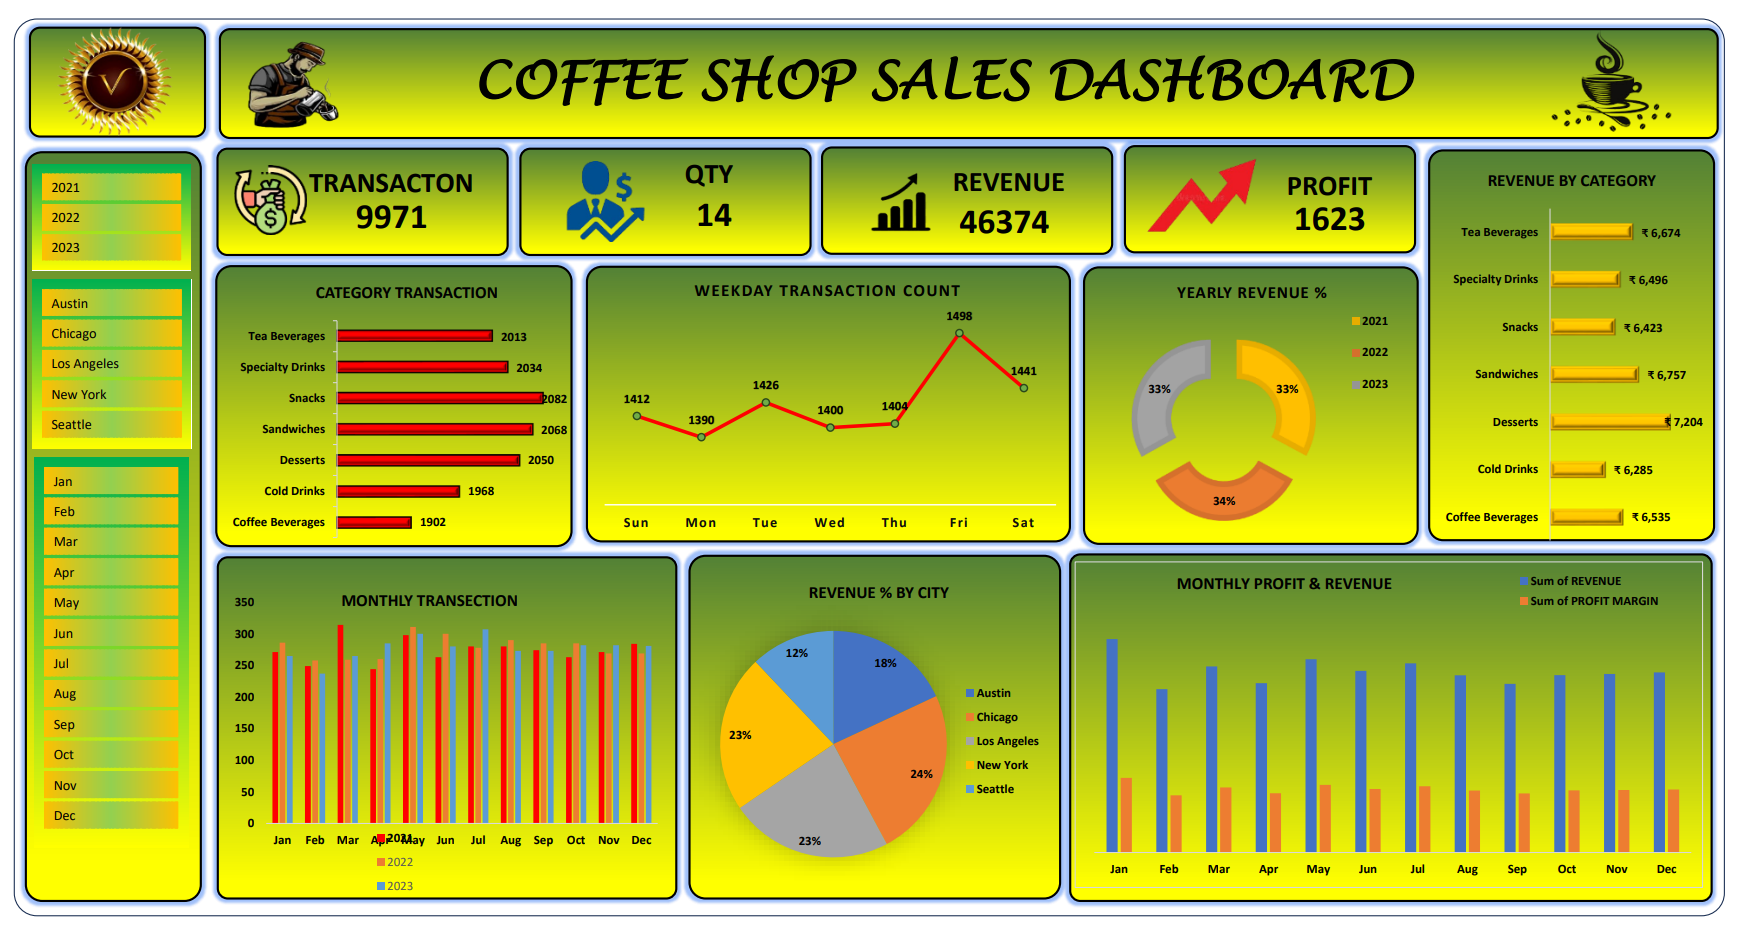 V
COFFEE SHOP SALES DASHBOARD
2021
2022
2023
Austin
Chicago
Los Angeles
New York
Seattle
Jan
Feb
Mar
Apr
May
Jun
Jul
Aug
Sep
Oct
Nov
Dec
TRANSACTON
9971
QTY
14
REVENUE
46374
PROFIT
1623
REVENUE BY CATEGORY
Tea Beverages ₹ 6,674
Specialty Drinks ₹ 6,496
Snacks ₹ 6,423
Sandwiches ₹ 6,757
Desserts ₹ 7,204
Cold Drinks ₹ 6,285
Coffee Beverages ₹ 6,535
CATEGORY TRANSACTION
Tea Beverages 2013
Specialty Drinks 2034
Snacks 2082
Sandwiches 2068
Desserts 2050
Cold Drinks 1968
Coffee Beverages 1902
WEEKDAY TRANSACTION COUNT
1412 1390 1426 1400 1404 1498 1441
Sun Mon Tue Wed Thu Fri Sat
YEARLY REVENUE %
2021
2022
2023
33% 33%
34%
MONTHLY TRANSECTION
350
300
250
200
150
100
50
0
Jan Feb Mar Apr May Jun Jul Aug Sep Oct Nov Dec
2021
2022
2023
REVENUE % BY CITY
12% 18%
23%
24%
23%
Austin
Chicago
Los Angeles
New York
Seattle
MONTHLY PROFIT & REVENUE
Sum of REVENUE
Sum of PROFIT MARGIN
Jan Feb Mar Apr May Jun Jul Aug Sep Oct Nov Dec